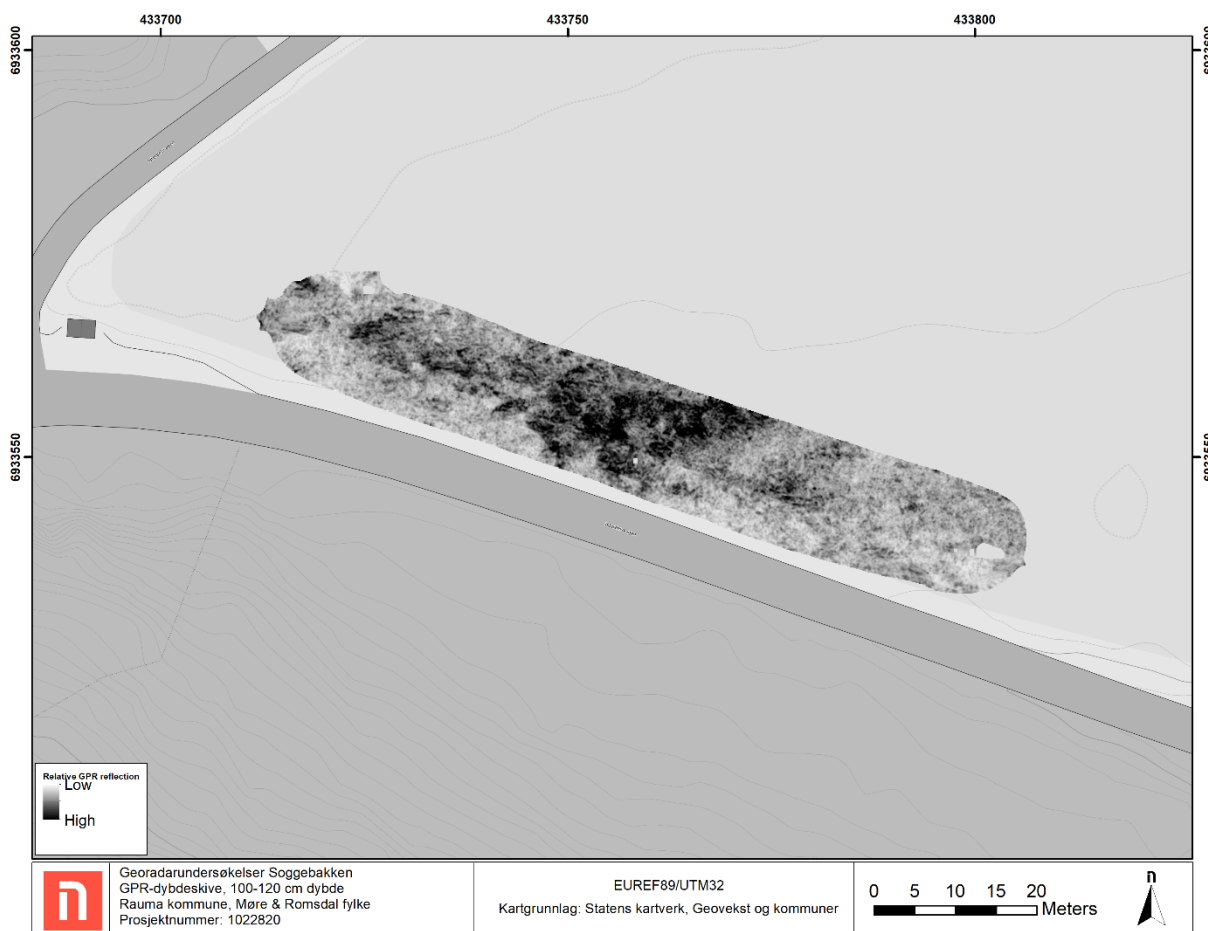 433700
433750
433800
6933600
6933600
6933550
6933550
Relative GPR reflection
Low
High
Georadarundersøkelser Soggebakken
GPR-dybdeskive, 100-120 cm dybde
Rauma kommune, Møre & Romsdal fylke
Prosjektnummer: 1022820
EUREF89/UTM32
Kartgrunnlag: Statens kartverk, Geovekst og kommuner
0 5 10 15 20
Meters
n
n